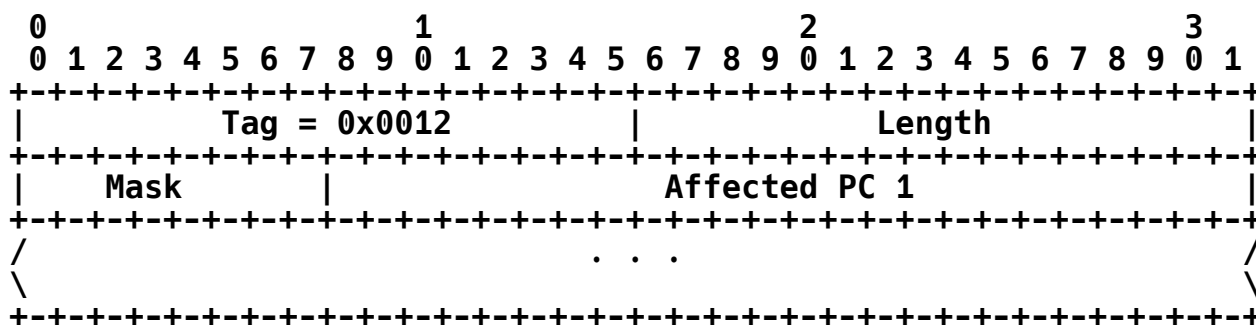 0                   1                   2                   3
 0 1 2 3 4 5 6 7 8 9 0 1 2 3 4 5 6 7 8 9 0 1 2 3 4 5 6 7 8 9 0 1
+-+-+-+-+-+-+-+-+-+-+-+-+-+-+-+-+-+-+-+-+-+-+-+-+-+-+-+-+-+-+-+-+
|          Tag = 0x0012         |            Length             |
+-+-+-+-+-+-+-+-+-+-+-+-+-+-+-+-+-+-+-+-+-+-+-+-+-+-+-+-+-+-+-+-+
|    Mask       |                 Affected PC 1                 |
+-+-+-+-+-+-+-+-+-+-+-+-+-+-+-+-+-+-+-+-+-+-+-+-+-+-+-+-+-+-+-+-+
/                             . . .                             /
\                                                               \
+-+-+-+-+-+-+-+-+-+-+-+-+-+-+-+-+-+-+-+-+-+-+-+-+-+-+-+-+-+-+-+-+